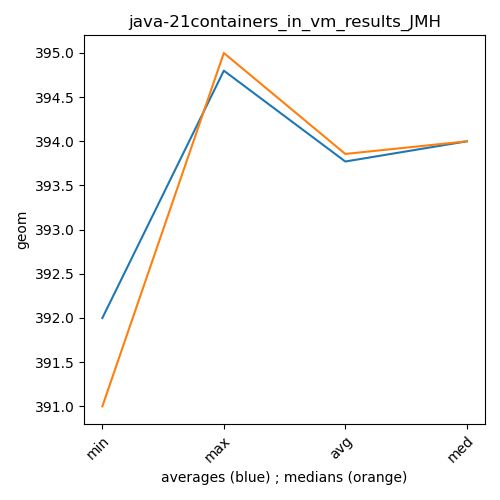 java-21containers_in_vm_results_JMH
395.0
394.5
394.0
393.5
393.0
392.5
392.0
391.5
391.0
geom
min
max
avg
med
averages (blue) ; medians (orange)